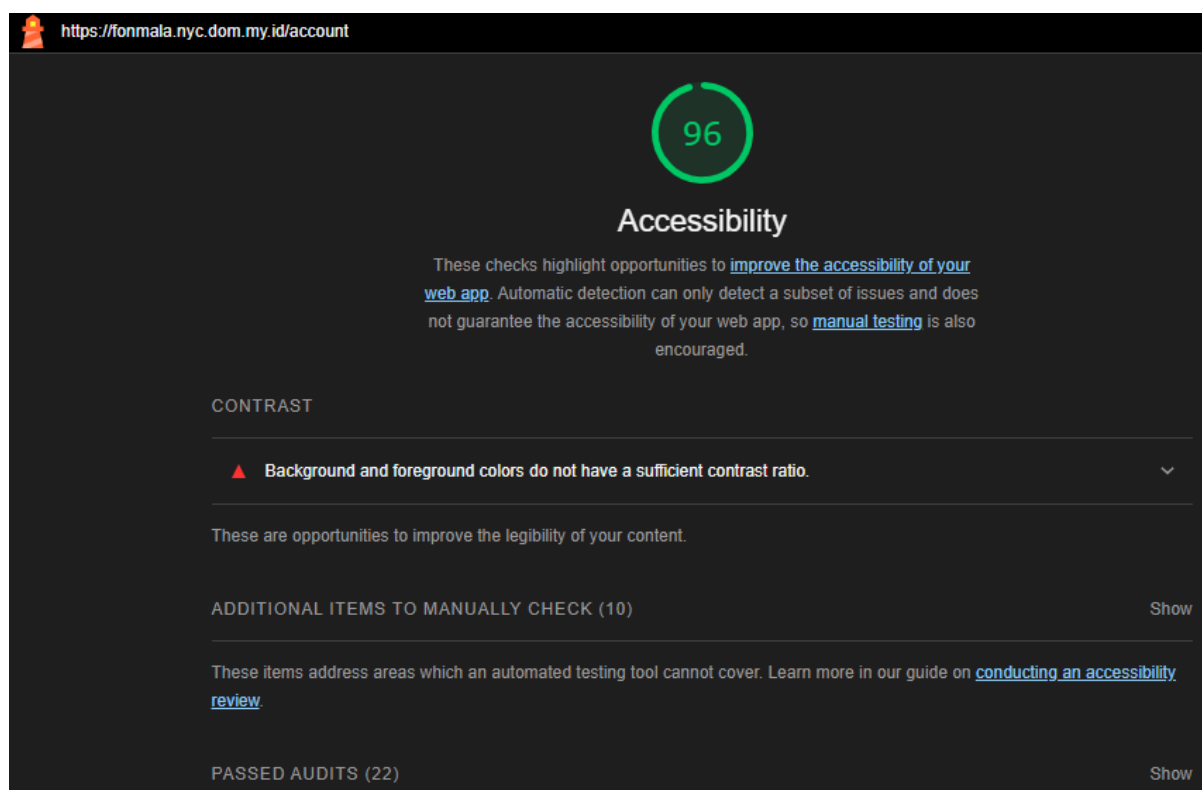 https://fonmala.nyc.dom.my.id/account
96
Accessibility
These checks highlight opportunities to improve the accessibility of your
web app. Automatic detection can only detect a subset of issues and does
not guarantee the accessibility of your web app, so manual testing is also
encouraged.
CONTRAST
Background and foreground colors do not have a sufficient contrast ratio.
These are opportunities to improve the legibility of your content.
ADDITIONAL ITEMS TO MANUALLY CHECK (10) Show
These items address areas which an automated testing tool cannot cover. Learn more in our guide on conducting an accessibility
review.
PASSED AUDITS (22) Show